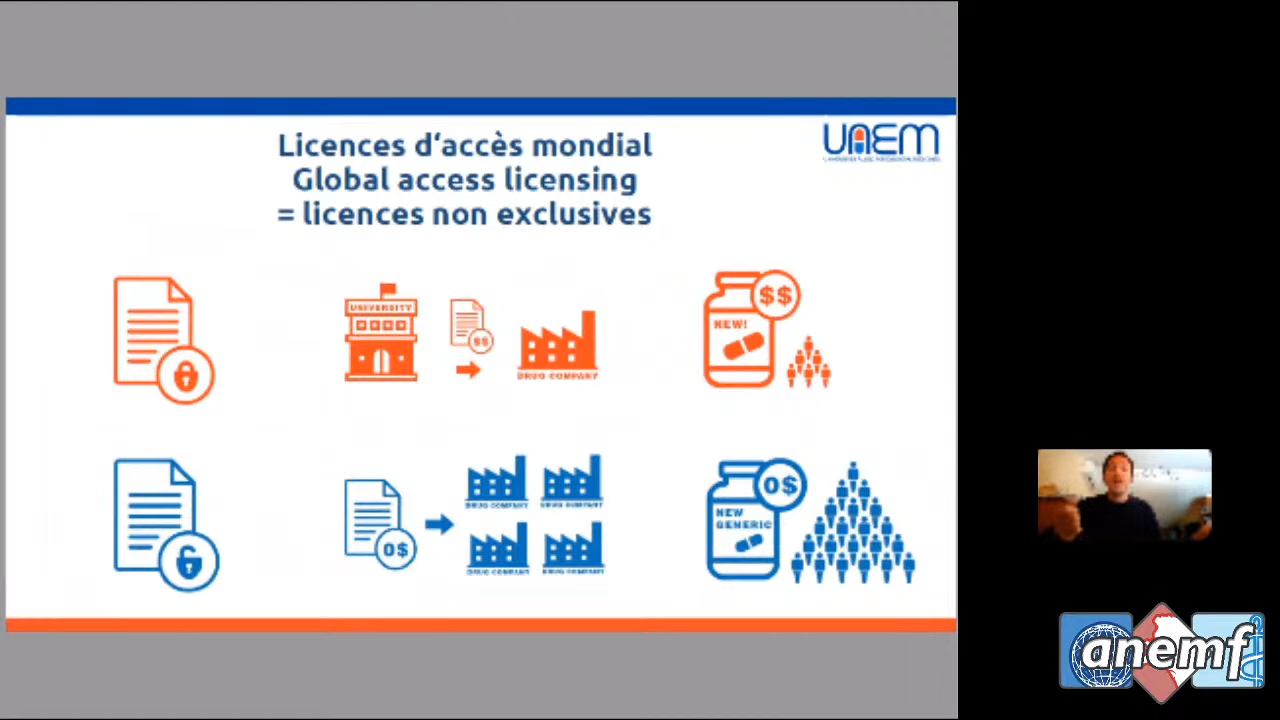 Licences d'accès mondial
Global access licensing
= licences non exclusives
UAEM
UNIVERSITY
$$
DRUG COMPANY
$$
NEW!
0$
DRUG COMPANY
DRUG COMPANY
DRUG COMPANY
DRUG COMPANY
0$
NEW
GENERIC
anemf